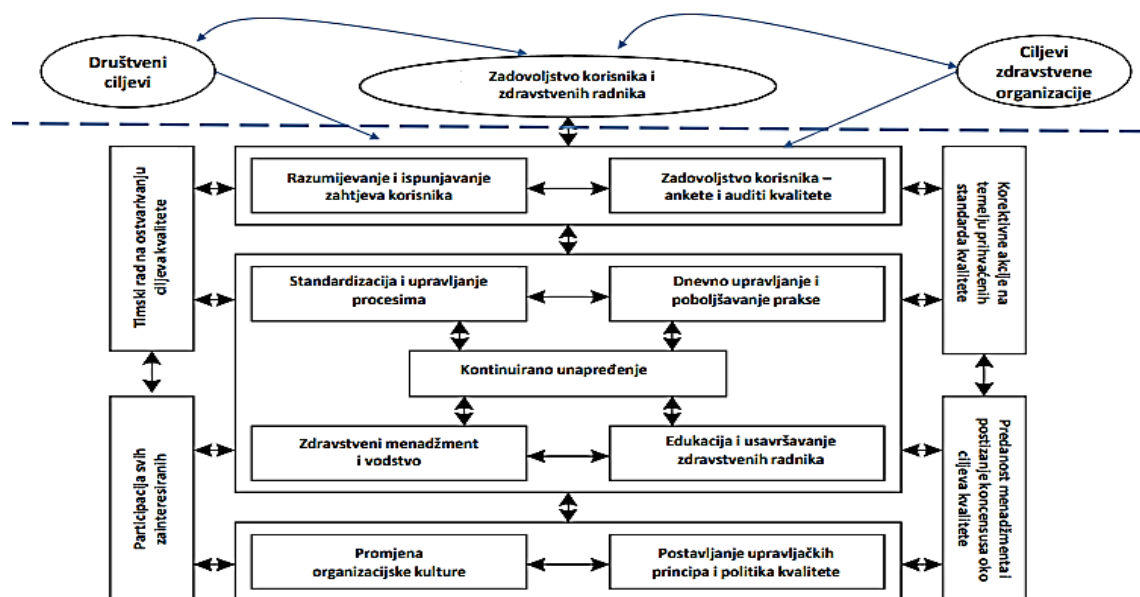 Društveni
ciljevi
Zadovoljstvo korisnika i
zdravstvenih radnika
Ciljevi
zdravstvene
organizacije
Timski rad na ostvarivanju
ciljeva kvalitete
Razumijevanje i ispunjavanje
zahtjeva korisnika
Zadovoljstvo korisnika –
ankete i auditi kvalitete
Korektivne akcije na
temelju prihvaćenih
standarda kvalitete
Standardizacija i upravljanje
procesima
Dnevno upravljanje i
poboljšavanje prakse
Kontinuirano unapređenje
Zdravstveni menadžment
i vodstvo
Edukacija i usavršavanje
zdravstvenih radnika
Participacija svih
zainteresiranih
Predanost menadžmenta i
postizanje koncensusa oko
ciljeva kvalitete
Promjena
organizacijske kulture
Postavljanje upravljačkih
principa i politika kvalitete